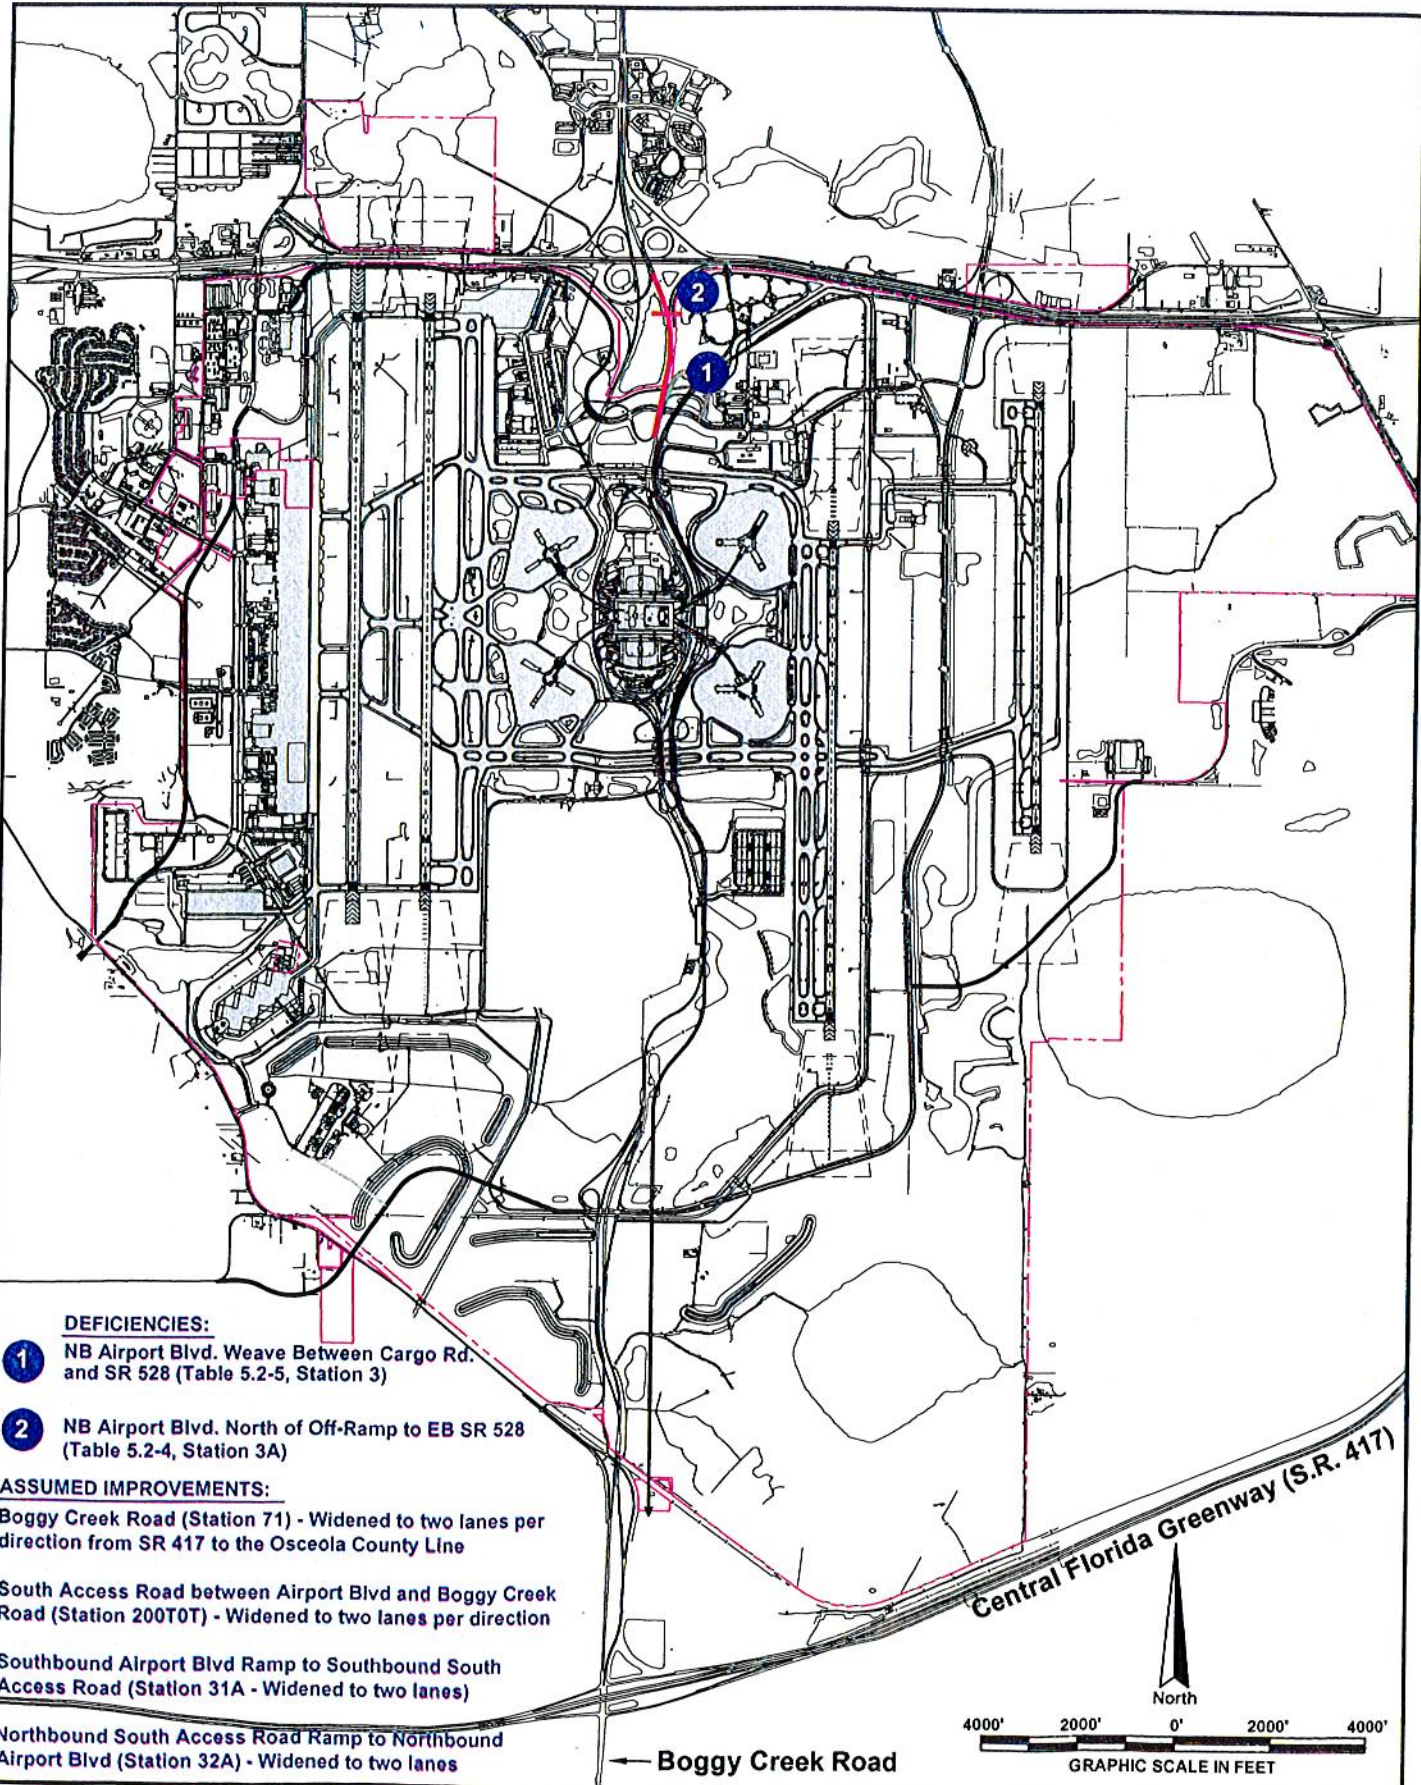 2
1
DEFICIENCIES:
1
NB Airport Blvd. Weave Between Cargo Rd.
and SR 528 (Table 5.2-5, Station 3)
2
NB Airport Blvd. North of Off-Ramp to EB SR 528
(Table 5.2-4, Station 3A)
ASSUMED IMPROVEMENTS:
Boggy Creek Road (Station 71) - Widened to two lanes per
direction from SR 417 to the Osceola County Line
South Access Road between Airport Blvd and Boggy Creek
Road (Station 200T0T) - Widened to two lanes per direction
Southbound Airport Blvd Ramp to Southbound South
Access Road (Station 31A - Widened to two lanes)
Northbound South Access Road Ramp to Northbound
Airport Blvd (Station 32A) - Widened to two lanes
Central Florida Greenway (S.R. 417)
North
4000' 2000' 0' 2000' 4000'
GRAPHIC SCALE IN FEET
Boggy Creek Road